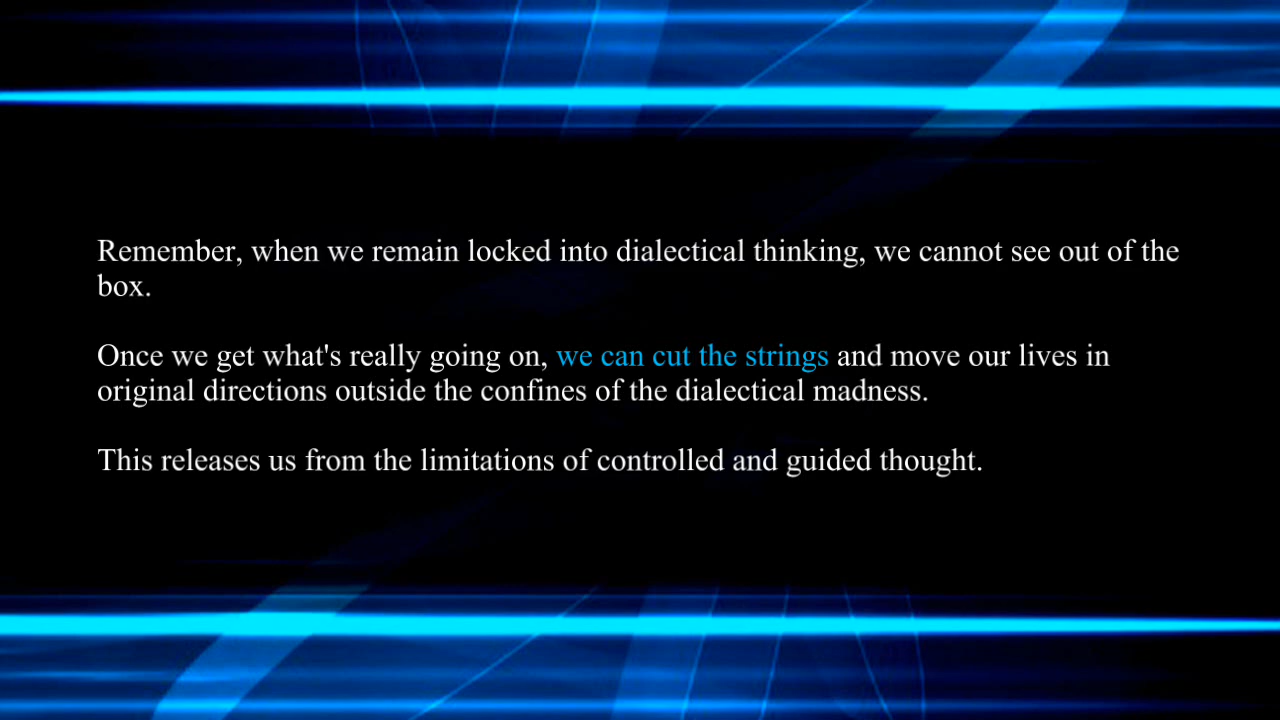 Remember, when we remain locked into dialectical thinking, we cannot see out of the
box.
Once we get what's really going on, we can cut the strings and move our lives in
original directions outside the confines of the dialectical madness.
This releases us from the limitations of controlled and guided thought.